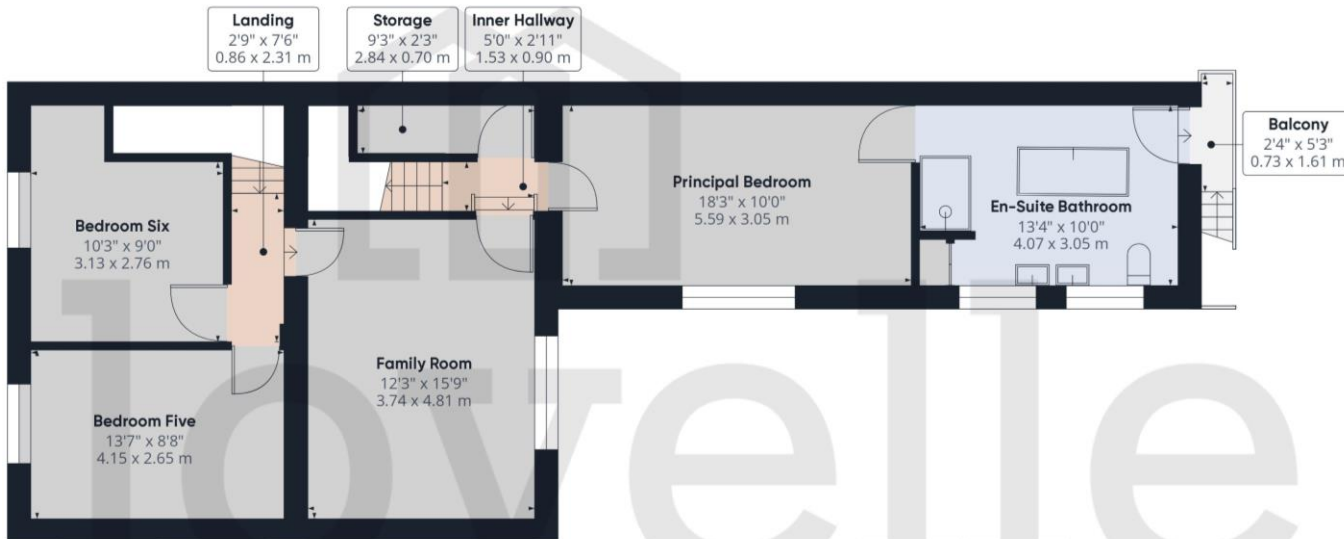 Landing
2'9" x 7'6"
0.86 x 2.31 m
Storage
9'3" x 2'3"
2.84 x 0.70 m
Inner Hallway
5'0" x 2'11"
1.53 x 0.90 m
Balcony
2'4" x 5'3"
0.73 x 1.61 m
Principal Bedroom
18'3" x 10'0"
5.59 x 3.05 m
En-Suite Bathroom
13'4" x 10'0"
4.07 x 3.05 m
Bedroom Six
10'3" x 9'0"
3.13 x 2.76 m
Family Room
12'3" x 15'9"
3.74 x 4.81 m
Bedroom Five
13'7" x 8'8"
4.15 x 2.65 m
lovelle